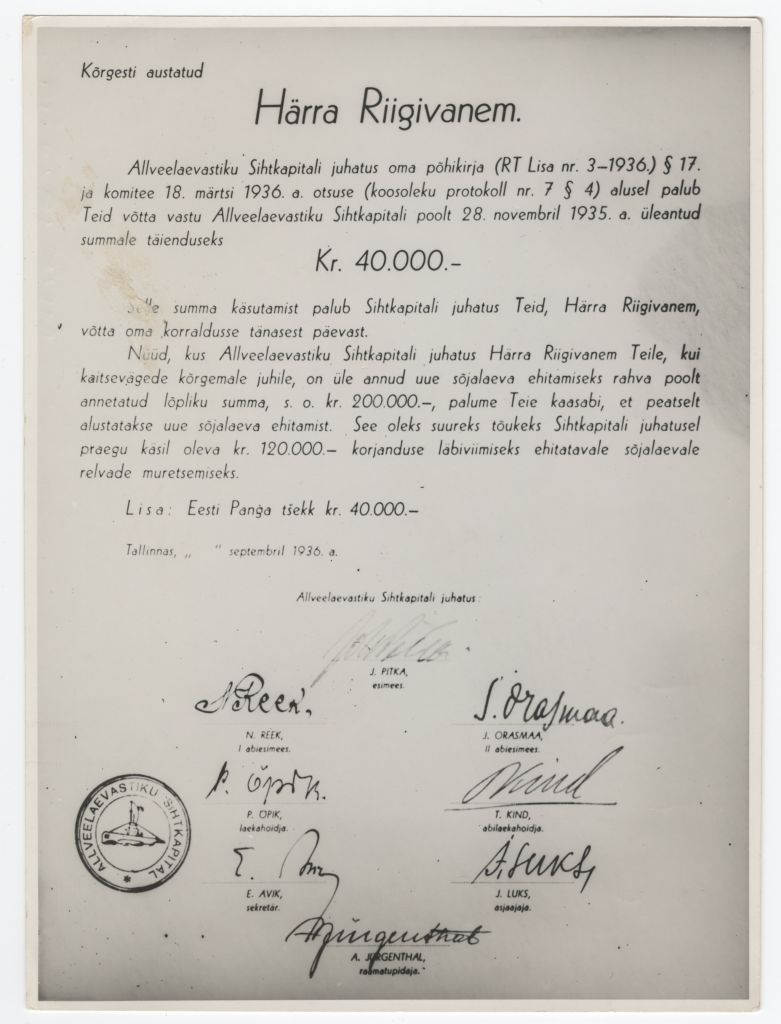 Kõrgesti austatud
Härra Riigivanem.
Allveelaevastiku Sihtkapitali juhatus oma põhikirja (RT Lisa nr. 3–1936.) § 17.
ja komitee 18. märtsi 1936. a. otsuse (koosoleku protokoll nr. 7 § 4) alusel palub
Teid võtta vastu Allveelaevastiku Sihtkapitali poolt 28. novembril 1935. a. üleantud
summale täienduseks
Kr. 40.000.–
Selle summa käsutamist palub Sihtkapitali juhatus Teid, Härra Riigivanem,
võtta oma korraldusse tänasest päevast.
Nüüd, kus Allveelaevastiku Sihtkapitali juhatus Härra Riigivanem Teile, kui
kaitsevägede kõrgemale juhile, on üle annud uue sõjalaeva ehitamiseks rahva poolt
annetatud lõpliku summa, s. o. kr. 200.000.–, palume Teie kaasabi, et peatselt
alustatakse uue sõjalaeva ehitamist. See oleks suureks tõukeks Sihtkapitali juhatusel
praegu käsil oleva kr. 120.000.– korjanduse läbiviimiseks ehitatavale sõjalaevale
relvade muretsemiseks.
Lisa: Eesti Panga tšekk kr. 40.000.–
Tallinnas, „ " septembril 1936. a.
Allveelaevastiku Sihtkapitali juhatus:
J. PITKA,
esimees.
N Reek,
N. REEK,
I abiesimees.
J. Orasmaa.
J. ORASMAA,
II abiesimees.
P. Öpik.
P. ÖPIK,
laekahoidja.
Kind
T. KIND,
abilaekahoidja.
E. AVIK,
sekretär.
J. Luks,
J. LUKS,
asjaajaja.
AJürgenthal
A. JÜRGENTHAL,
raamatupidaja.
ALLVEELAEVASTIKU SIHTKAPITAL